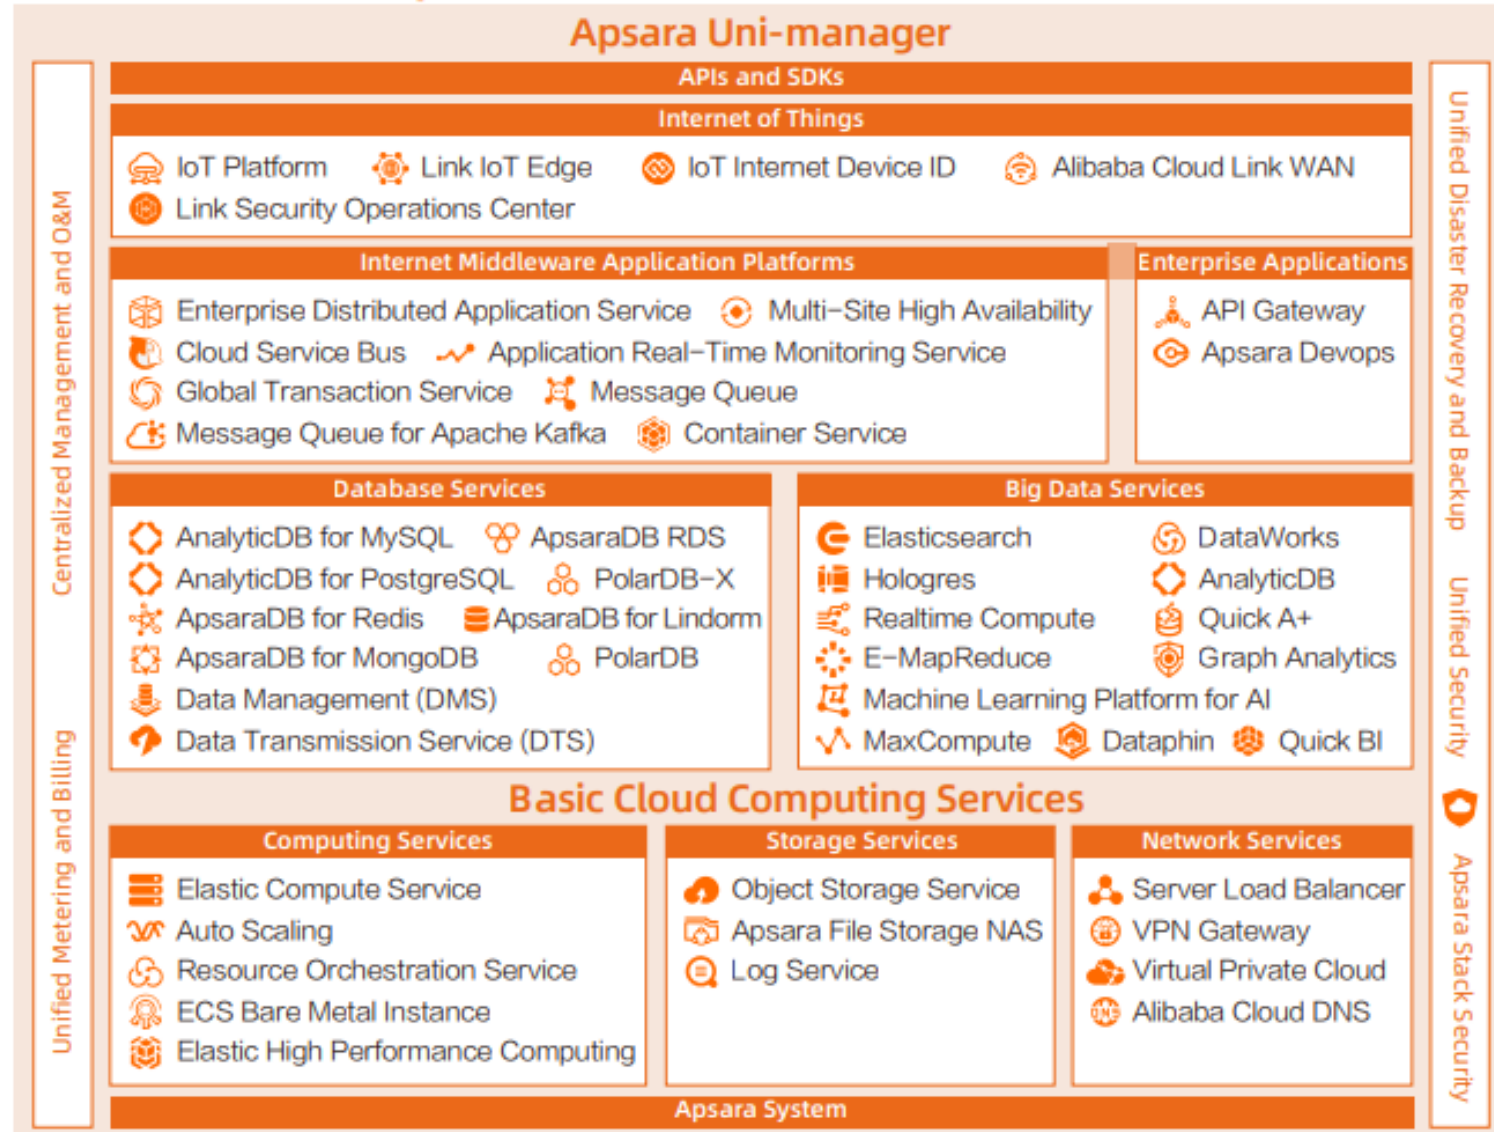 Apsara Uni-manager
APIs and SDKs
Internet of Things
IoT Platform Link IoT Edge IoT Internet Device ID Alibaba Cloud Link WAN
Link Security Operations Center
Internet Middleware Application Platforms
Enterprise Distributed Application Service Multi-Site High Availability
Cloud Service Bus Application Real-Time Monitoring Service
Global Transaction Service Message Queue
Message Queue for Apache Kafka Container Service
Enterprise Applications
API Gateway
Apsara Devops
Database Services
AnalyticDB for MySQL ApsaraDB RDS
AnalyticDB for PostgreSQL PolarDB-X
ApsaraDB for Redis ApsaraDB for Lindorm
ApsaraDB for MongoDB PolarDB
Data Management (DMS)
Data Transmission Service (DTS)
Big Data Services
Elasticsearch DataWorks
Hologres AnalyticDB
Realtime Compute Quick A+
E-MapReduce Graph Analytics
Machine Learning Platform for AI
MaxCompute Dataphin Quick BI
Basic Cloud Computing Services
Computing Services
Elastic Compute Service
Auto Scaling
Resource Orchestration Service
ECS Bare Metal Instance
Elastic High Performance Computing
Storage Services
Object Storage Service
Apsara File Storage NAS
Log Service
Network Services
Server Load Balancer
VPN Gateway
Virtual Private Cloud
Alibaba Cloud DNS
Apsara System
Centralized Management and O&M
Unified Metering and Billing
Unified Disaster Recovery and Backup
Unified Security
Apsara Stack Security